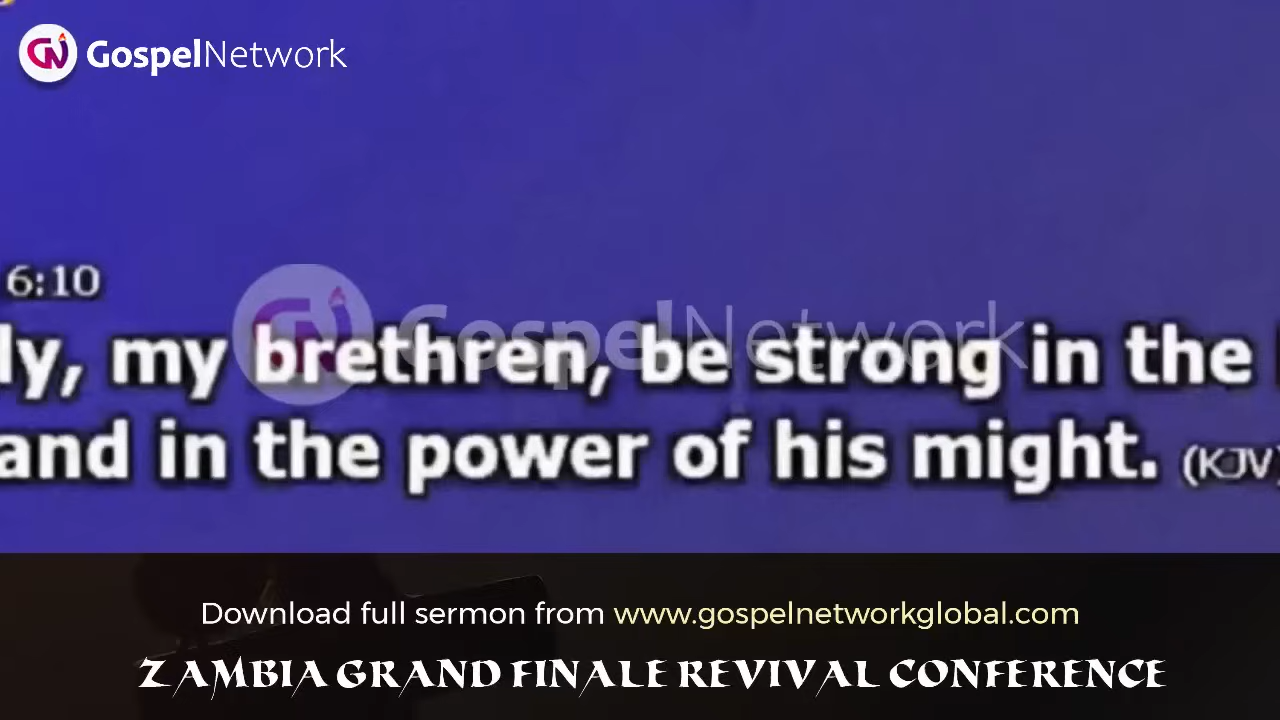 GospelNetwork
6:10
GospelNetwork
ly, my brethren, be strong in the
and in the power of his might. (KJV)
Download full sermon from www.gospelnetworkglobal.com
ZAMBIA GRAND FINALE REVIVAL CONFERENCE